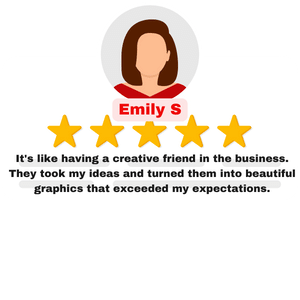 Emily S
It's like having a creative friend in the business.
They took my ideas and turned them into beautiful
graphics that exceeded my expectations.